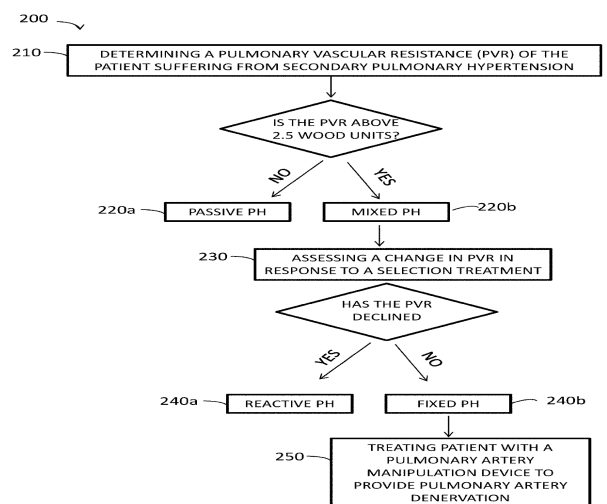 200
210
DETERMINING A PULMONARY VASCULAR RESISTANCE (PVR) OF THE
PATIENT SUFFERING FROM SECONDARY PULMONARY HYPERTENSION
IS THE PVR ABOVE
2.5 WOOD UNITS?
NO
YES
220a
PASSIVE PH
MIXED PH
220b
230
ASSESSING A CHANGE IN PVR IN
RESPONSE TO A SELECTION TREATMENT
HAS THE PVR
DECLINED
YES
NO
240a
REACTIVE PH
FIXED PH
240b
250
TREATING PATIENT WITH A
PULMONARY ARTERY
MANIPULATION DEVICE TO
PROVIDE PULMONARY ARTERY
DENERVATION